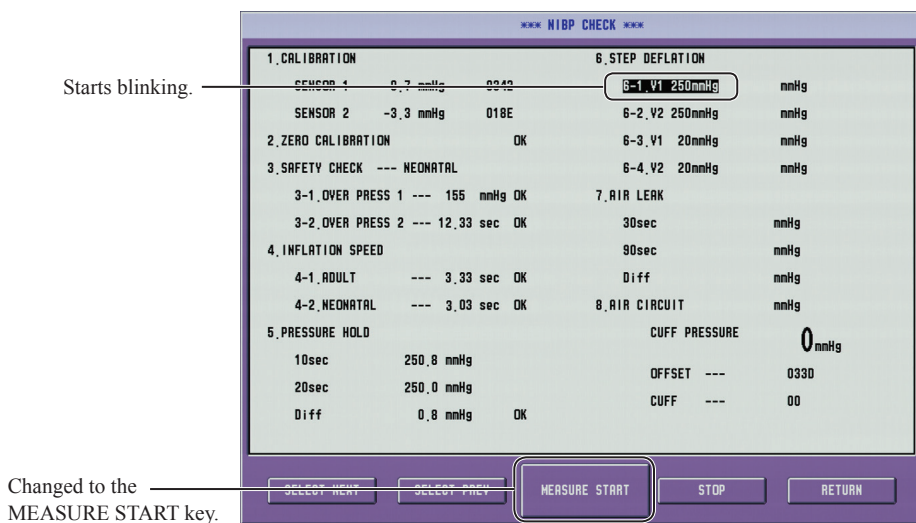 *** NIBP CHECK ***
Starts blinking.
1.CALIBRATION
SENSOR 1 mmHg
SENSOR 2 -3.3 mmHg 018E
2.ZERO CALIBRATION OK
3.SAFETY CHECK --- NEONATAL
3-1.OVER PRESS 1 --- 155 mmHg OK
3-2.OVER PRESS 2 --- 12.33 sec OK
4.INFLATION SPEED
4-1.ADULT --- 3.33 sec OK
4-2.NEONATAL --- 3.03 sec OK
5.PRESSURE HOLD
10sec 250.8 mmHg
20sec 250.0 mmHg
Diff 0.8 mmHg OK
6.STEP DEFLATION
6-1.V1 250mmHg mmHg
6-2.V2 250mmHg mmHg
6-3.V1 20mmHg mmHg
6-4.V2 20mmHg mmHg
7.AIR LEAK
30sec mmHg
90sec mmHg
Diff mmHg
8.AIR CIRCUIT mmHg
CUFF PRESSURE 0 mmHg
OFFSET --- 033D
CUFF --- 00
Changed to the
MEASURE START key.
SELECT NEXT SELECT PREV MEASURE START STOP RETURN